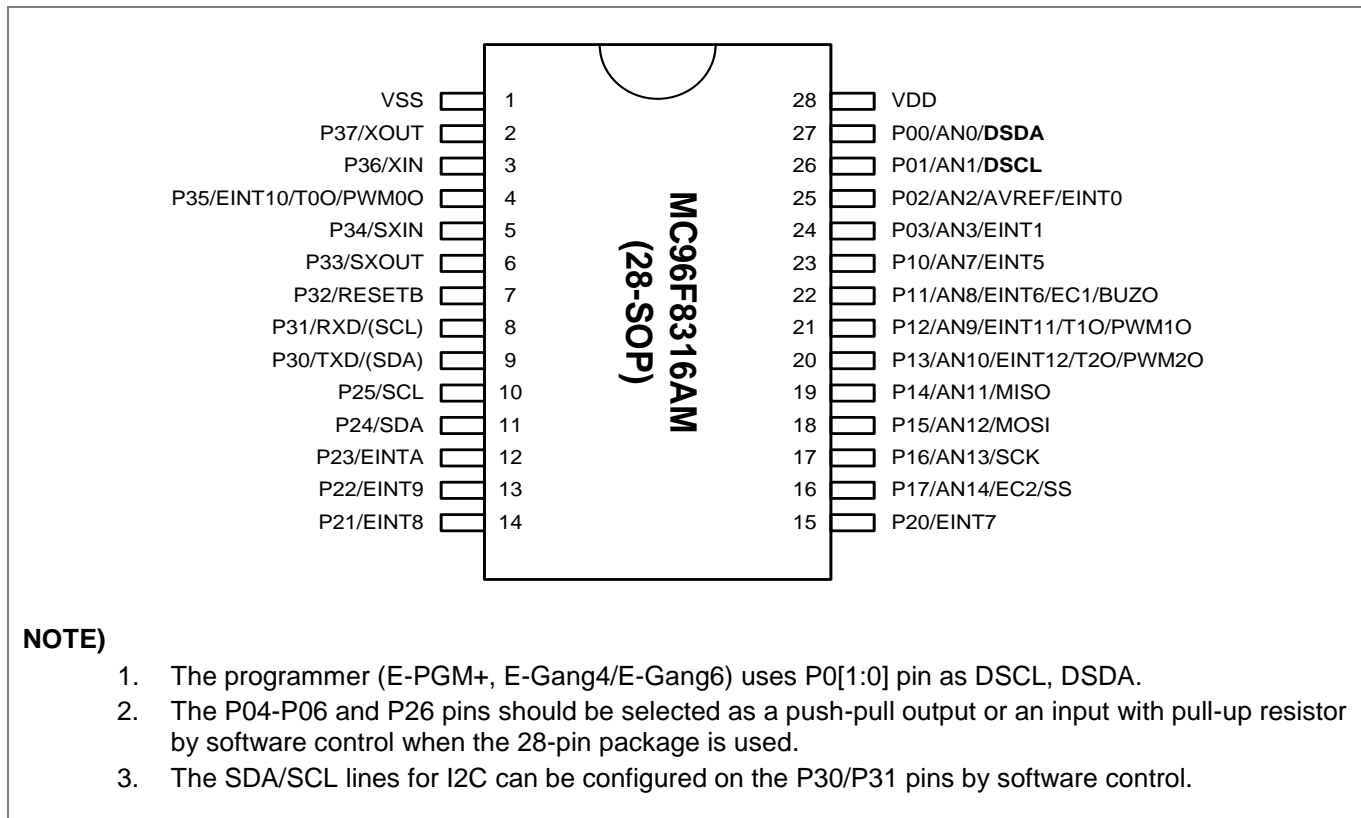 VSS 1 28 VDD
P37/XOUT 2 27 P00/AN0/DSDA
P36/XIN 3 26 P01/AN1/DSCL
P35/EINT10/T0O/PWM0O 4 25 P02/AN2/AVREF/EINT0
P34/SXIN 5 24 P03/AN3/EINT1
P33/SXOUT 6 23 P10/AN7/EINT5
P32/RESETB 7 22 P11/AN8/EINT6/EC1/BUZO
P31/RXD/(SCL) 8 21 P12/AN9/EINT11/T1O/PWM1O
P30/TXD/(SDA) 9 20 P13/AN10/EINT12/T2O/PWM2O
P25/SCL 10 19 P14/AN11/MISO
P24/SDA 11 18 P15/AN12/MOSI
P23/EINTA 12 17 P16/AN13/SCK
P22/EINT9 13 16 P17/AN14/EC2/SS
P21/EINT8 14 15 P20/EINT7
MC96F8316AM
(28-SOP)
NOTE)
1. The programmer (E-PGM+, E-Gang4/E-Gang6) uses P0[1:0] pin as DSCL, DSDA.
2. The P04-P06 and P26 pins should be selected as a push-pull output or an input with pull-up resistor
by software control when the 28-pin package is used.
3. The SDA/SCL lines for I2C can be configured on the P30/P31 pins by software control.